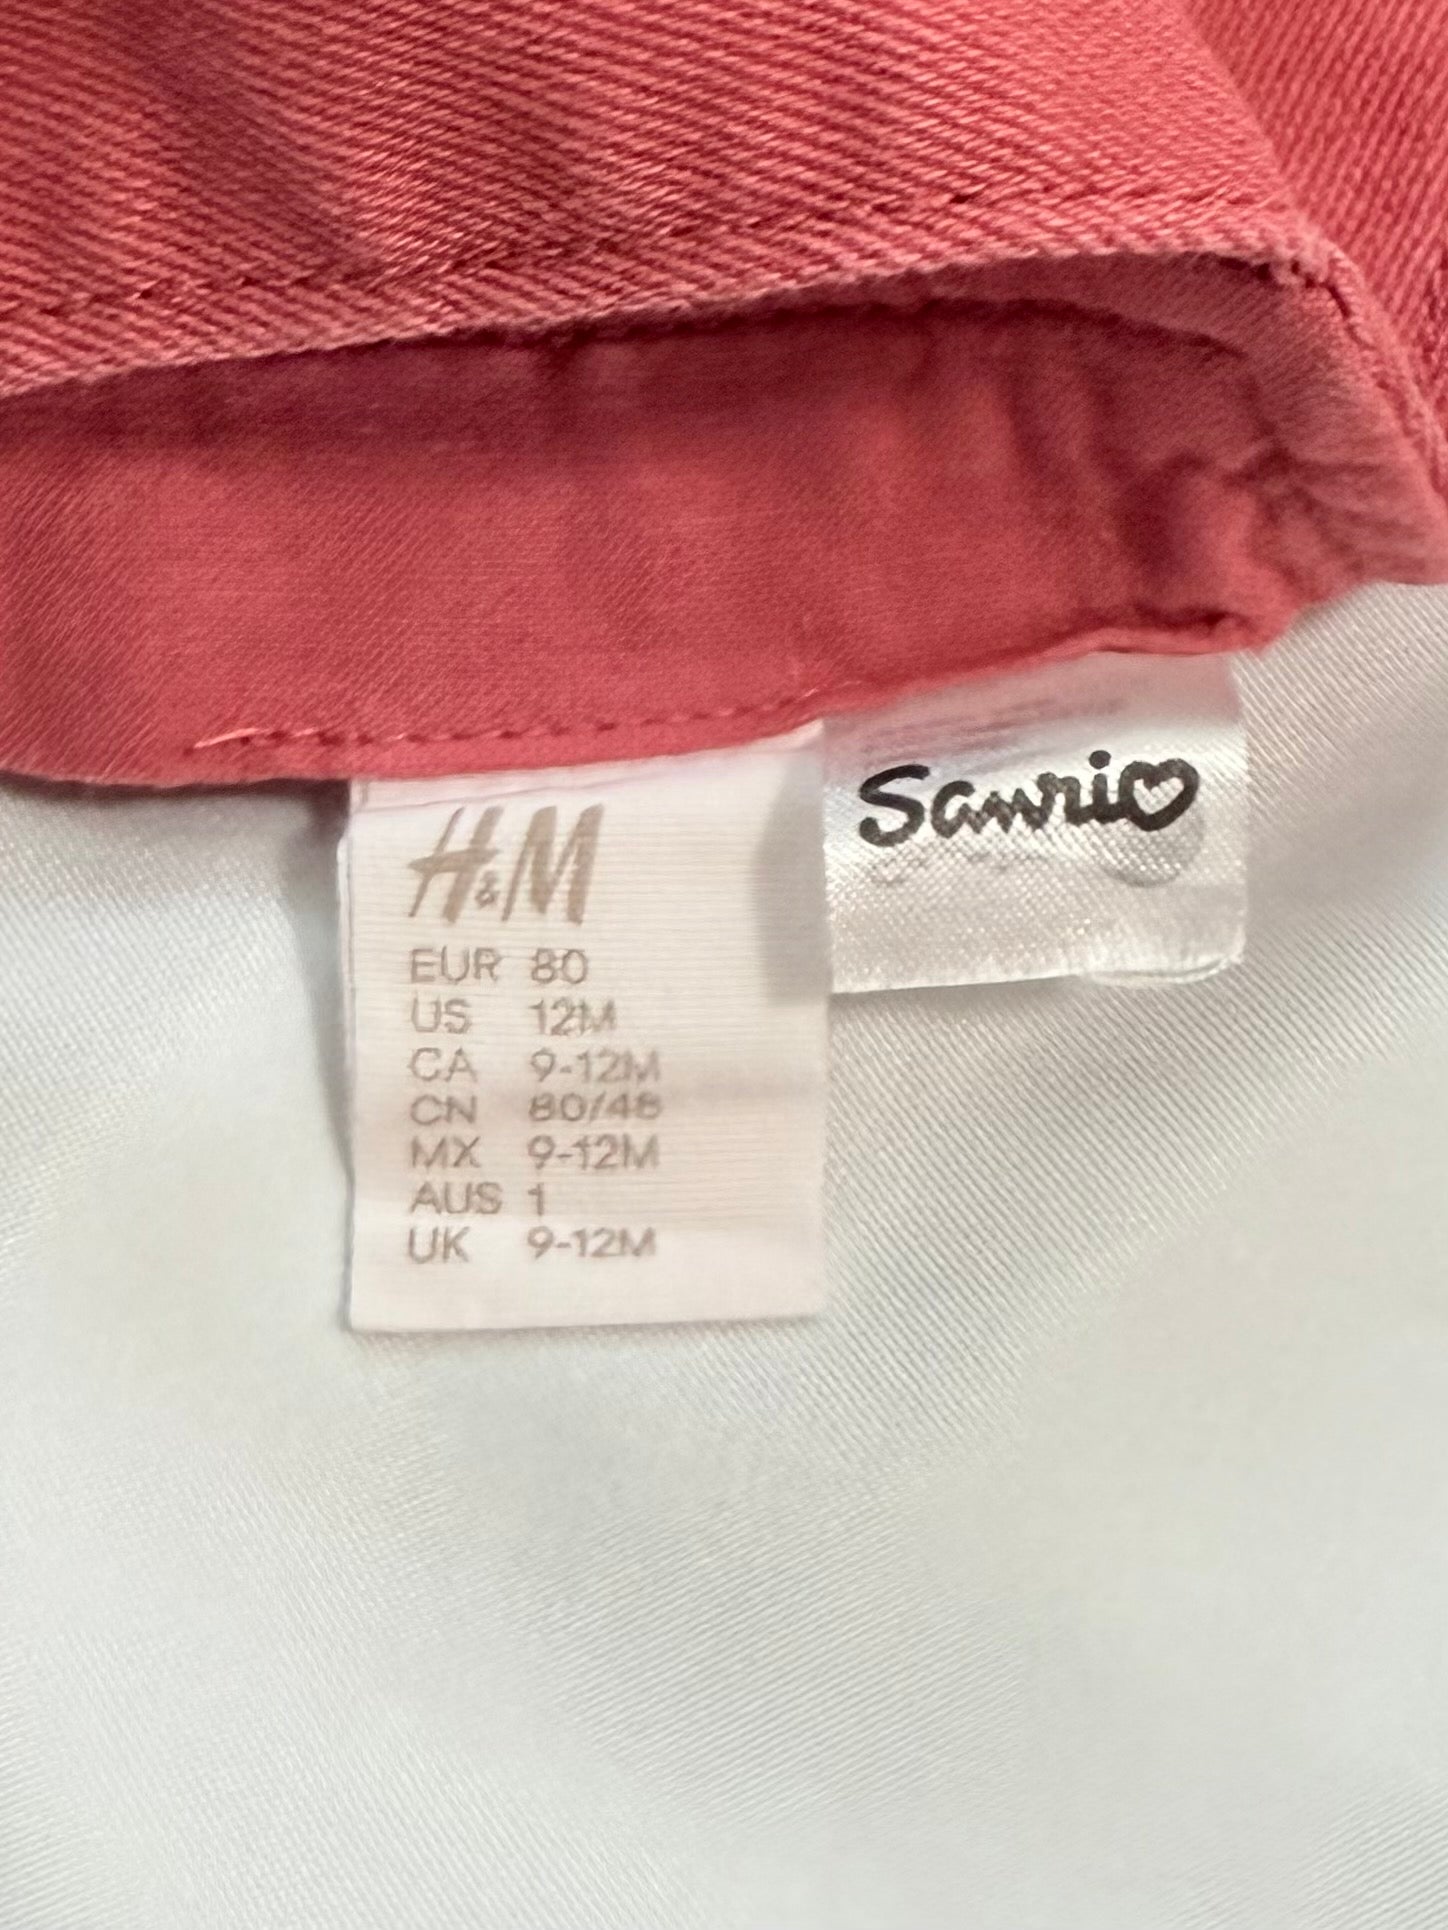 H&M
EUR 80
US 12M
CA 9-12M
CN 80/48
MX 9-12M
AUS 1
UK 9-12M
Sanrio